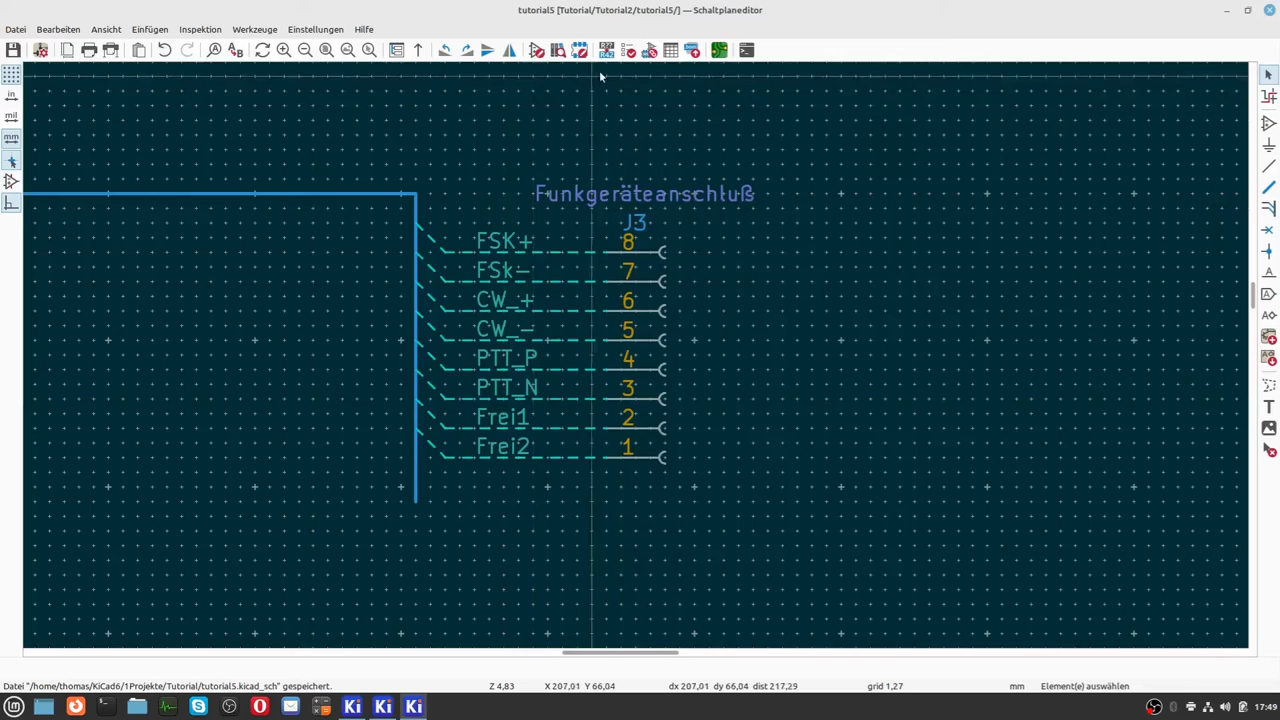 tutorial5 [Tutorial/Tutorial2/tutorial5/] — Schaltplaneditor
Datei Bearbeiten Ansicht Einfügen Inspektion Werkzeuge Einstellungen Hilfe
in
mil
mm
Funkgeräteanschluß
J3
FSK+ 8
FSk- 7
CW_+ 6
CW_- 5
PTT_P 4
PTT_N 3
Frei1 2
Frei2 1
Datei "/home/thomas/KiCad6/1Projekte/Tutorial/tutorial5.kicad_sch" gespeichert. Z 4,83 X 207,01 Y 66,04 dx 207,01 dy 66,04 dist 217,29 grid 1,27 mm Element(e) auswählen
Ki Ki Ki 17:49